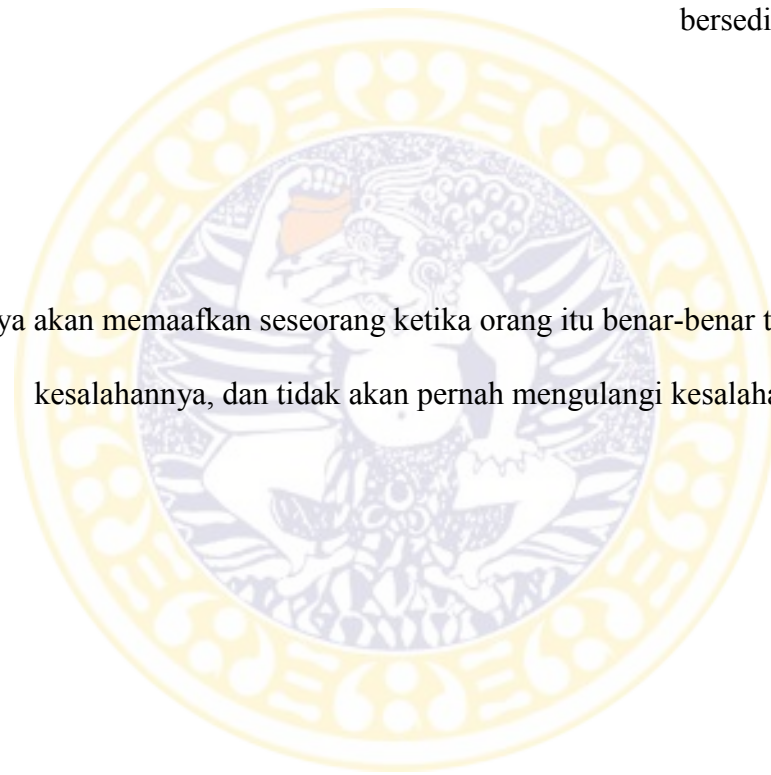 bersedi
ya akan memaafkan seseorang ketika orang itu benar-benar t
kesalahannya, dan tidak akan pernah mengulangi kesalaha